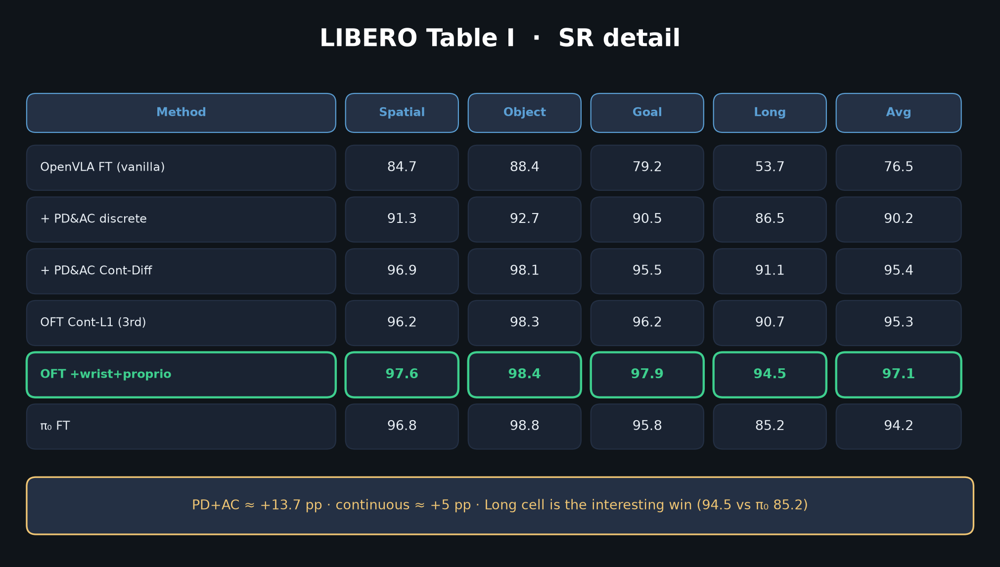 LIBERO Table I · SR detail
Method Spatial Object Goal Long Avg
OpenVLA FT (vanilla) 84.7 88.4 79.2 53.7 76.5
+ PD&AC discrete 91.3 92.7 90.5 86.5 90.2
+ PD&AC Cont-Diff 96.9 98.1 95.5 91.1 95.4
OFT Cont-L1 (3rd) 96.2 98.3 96.2 90.7 95.3
OFT +wrist+proprio 97.6 98.4 97.9 94.5 97.1
π₀ FT 96.8 98.8 95.8 85.2 94.2
PD+AC ≈ +13.7 pp · continuous ≈ +5 pp · Long cell is the interesting win (94.5 vs π₀ 85.2)